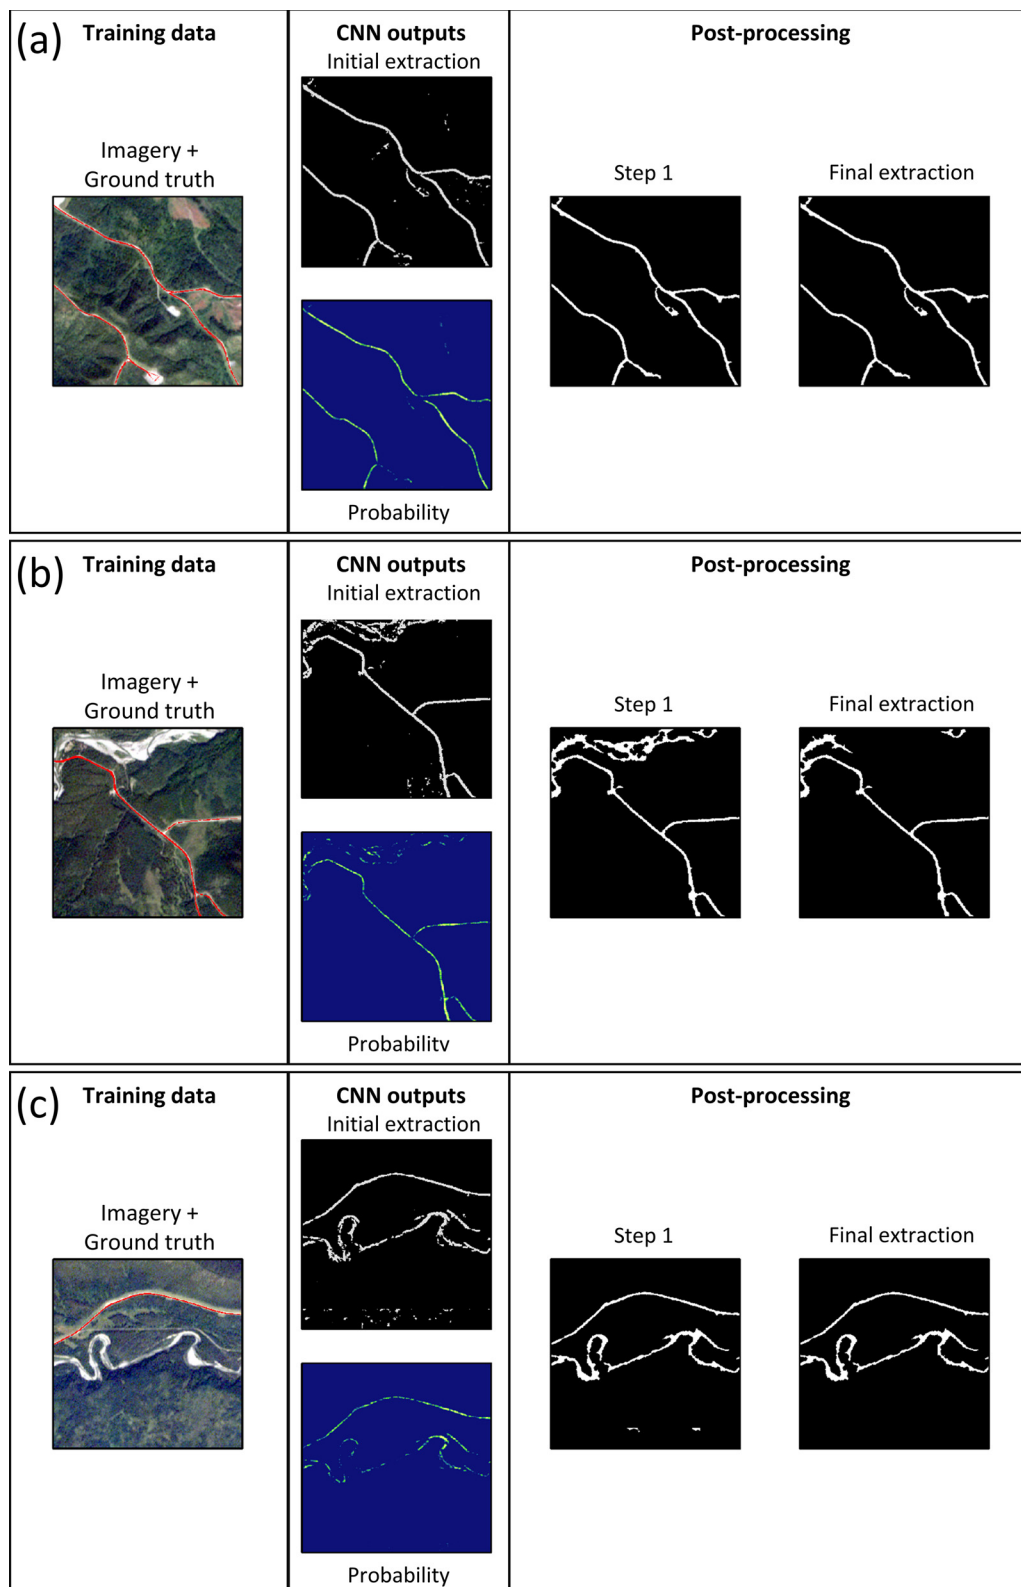 (a)
Training data
Imagery +
Ground truth
CNN outputs
Initial extraction
Probability
Post-processing
Step 1
Final extraction
(b)
Training data
Imagery +
Ground truth
CNN outputs
Initial extraction
Probability
Post-processing
Step 1
Final extraction
(c)
Training data
Imagery +
Ground truth
CNN outputs
Initial extraction
Probability
Post-processing
Step 1
Final extraction